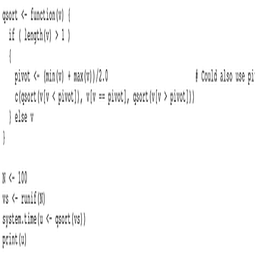 qsort <- function(v) {
  if ( length(v) > 1 )
  {
    pivot <- (min(v) + max(v))/2.0                    # Could also use pi
    c(qsort(v[v < pivot]), v[v == pivot], qsort(v[v > pivot]))
  } else v
}

N <- 100
vs <- runif(N)
system.time(u <- qsort(vs))
print(u)